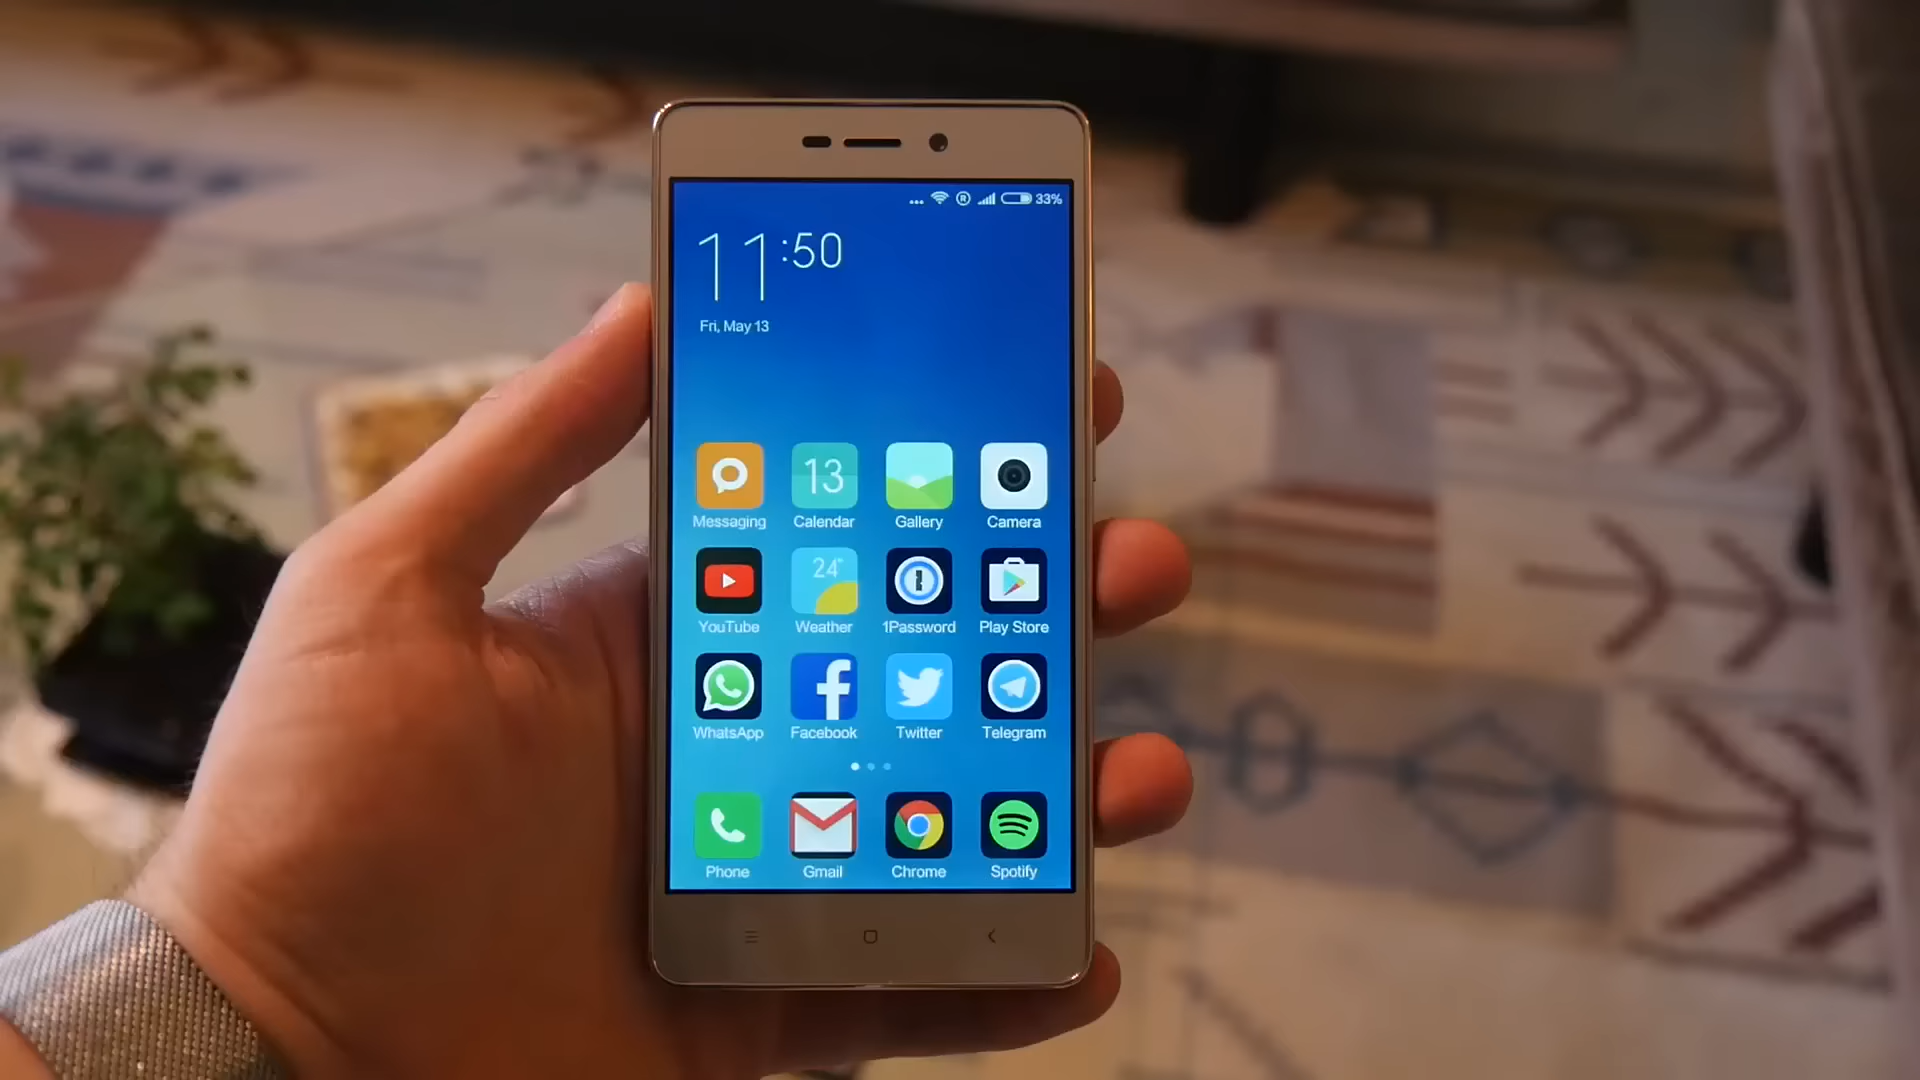 33%
11:50
Fri, May 13
13
Messaging Calendar Gallery Camera
24°
YouTube Weather 1Password Play Store
WhatsApp Facebook Twitter Telegram
Phone Gmail Chrome Spotify